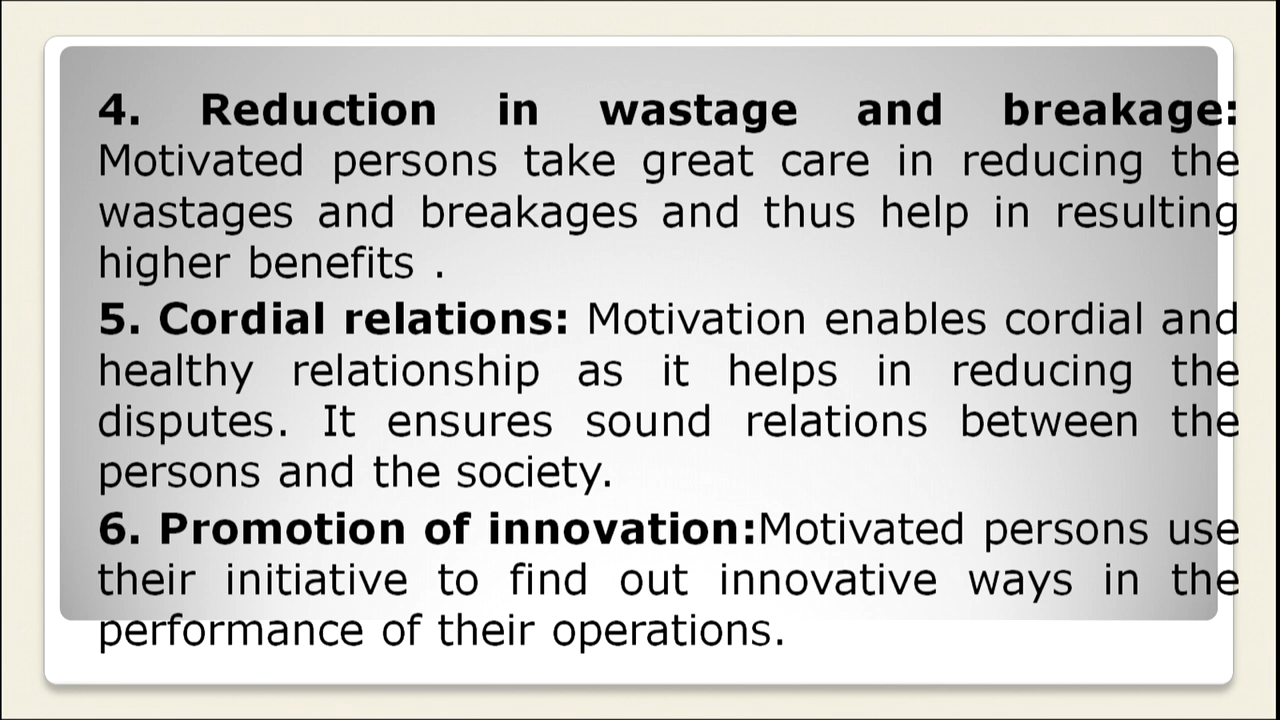 4. Reduction in wastage and breakage:
Motivated persons take great care in reducing the
wastages and breakages and thus help in resulting
higher benefits .
5. Cordial relations: Motivation enables cordial and
healthy relationship as it helps in reducing the
disputes. It ensures sound relations between the
persons and the society.
6. Promotion of innovation:Motivated persons use
their initiative to find out innovative ways in the
performance of their operations.